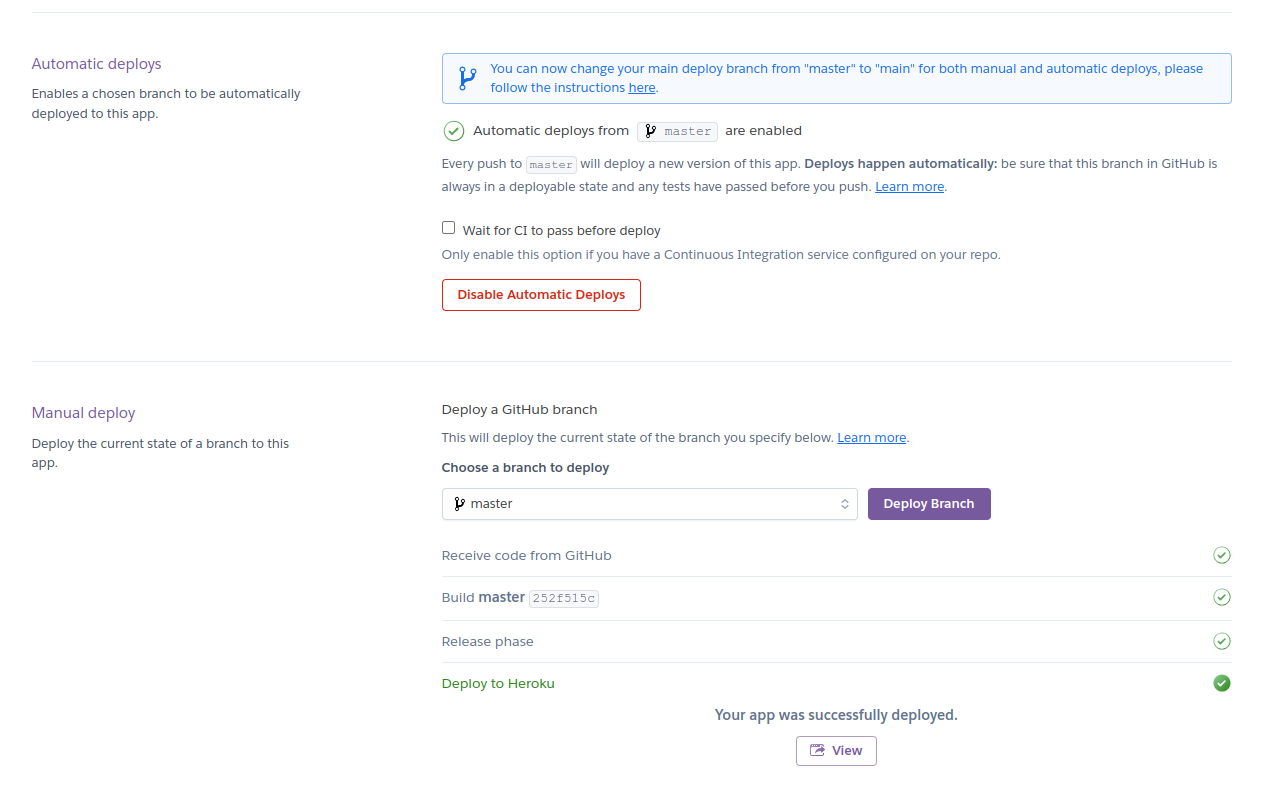 Automatic deploys
Enables a chosen branch to be automatically
deployed to this app.
You can now change your main deploy branch from "master" to "main" for both manual and automatic deploys, please
follow the instructions here.
Automatic deploys from master are enabled
Every push to master will deploy a new version of this app. Deploys happen automatically: be sure that this branch in GitHub is
always in a deployable state and any tests have passed before you push. Learn more.
Wait for CI to pass before deploy
Only enable this option if you have a Continuous Integration service configured on your repo.
Disable Automatic Deploys
Manual deploy
Deploy the current state of a branch to this
app.
Deploy a GitHub branch
This will deploy the current state of the branch you specify below. Learn more.
Choose a branch to deploy
master
Deploy Branch
Receive code from GitHub
Build master 252f515c
Release phase
Deploy to Heroku
Your app was successfully deployed.
View